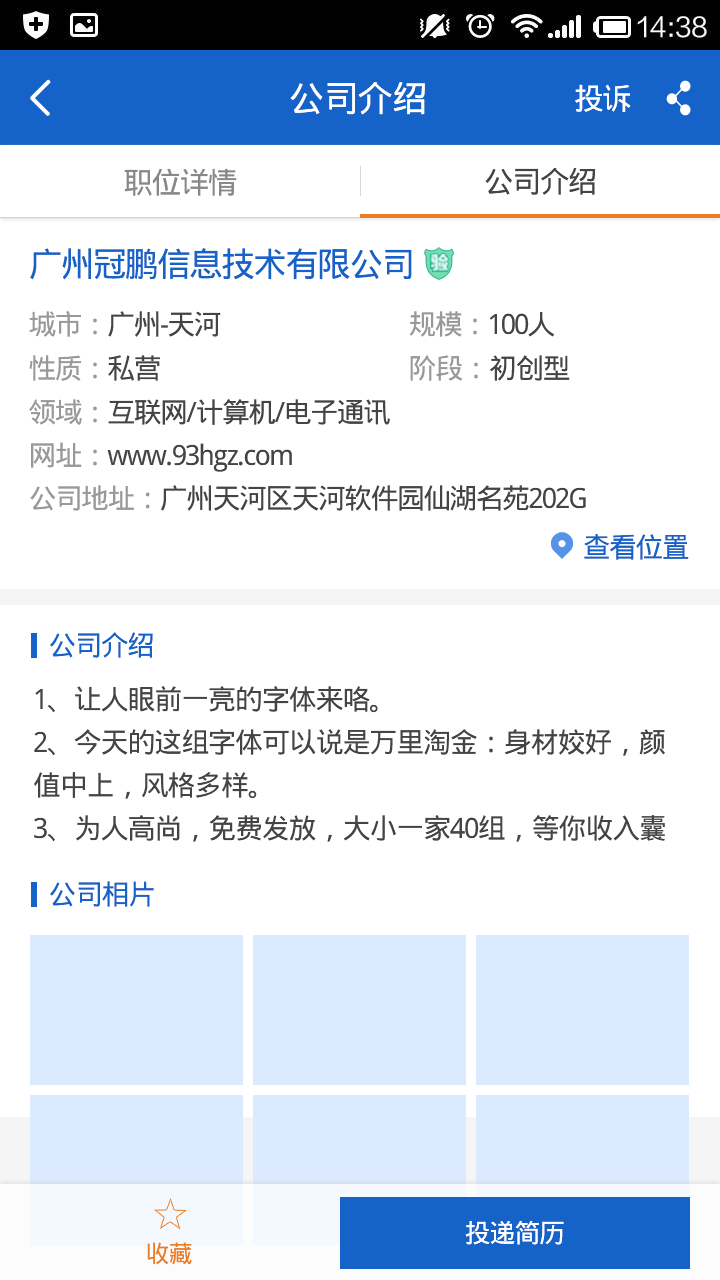 14:38
公司介绍
投诉
职位详情
公司介绍
广州冠鹏信息技术有限公司 验
城市：广州-天河
规模：100人
性质：私营
阶段：初创型
领域：互联网/计算机/电子通讯
网址：www.93hgz.com
公司地址：广州天河区天河软件园仙湖名苑202G
查看位置
公司介绍
1、让人眼前一亮的字体来咯。
2、今天的这组字体可以说是万里淘金：身材姣好，颜
值中上，风格多样。
3、为人高尚，免费发放，大小一家40组，等你收入囊
公司相片
收藏
投递简历